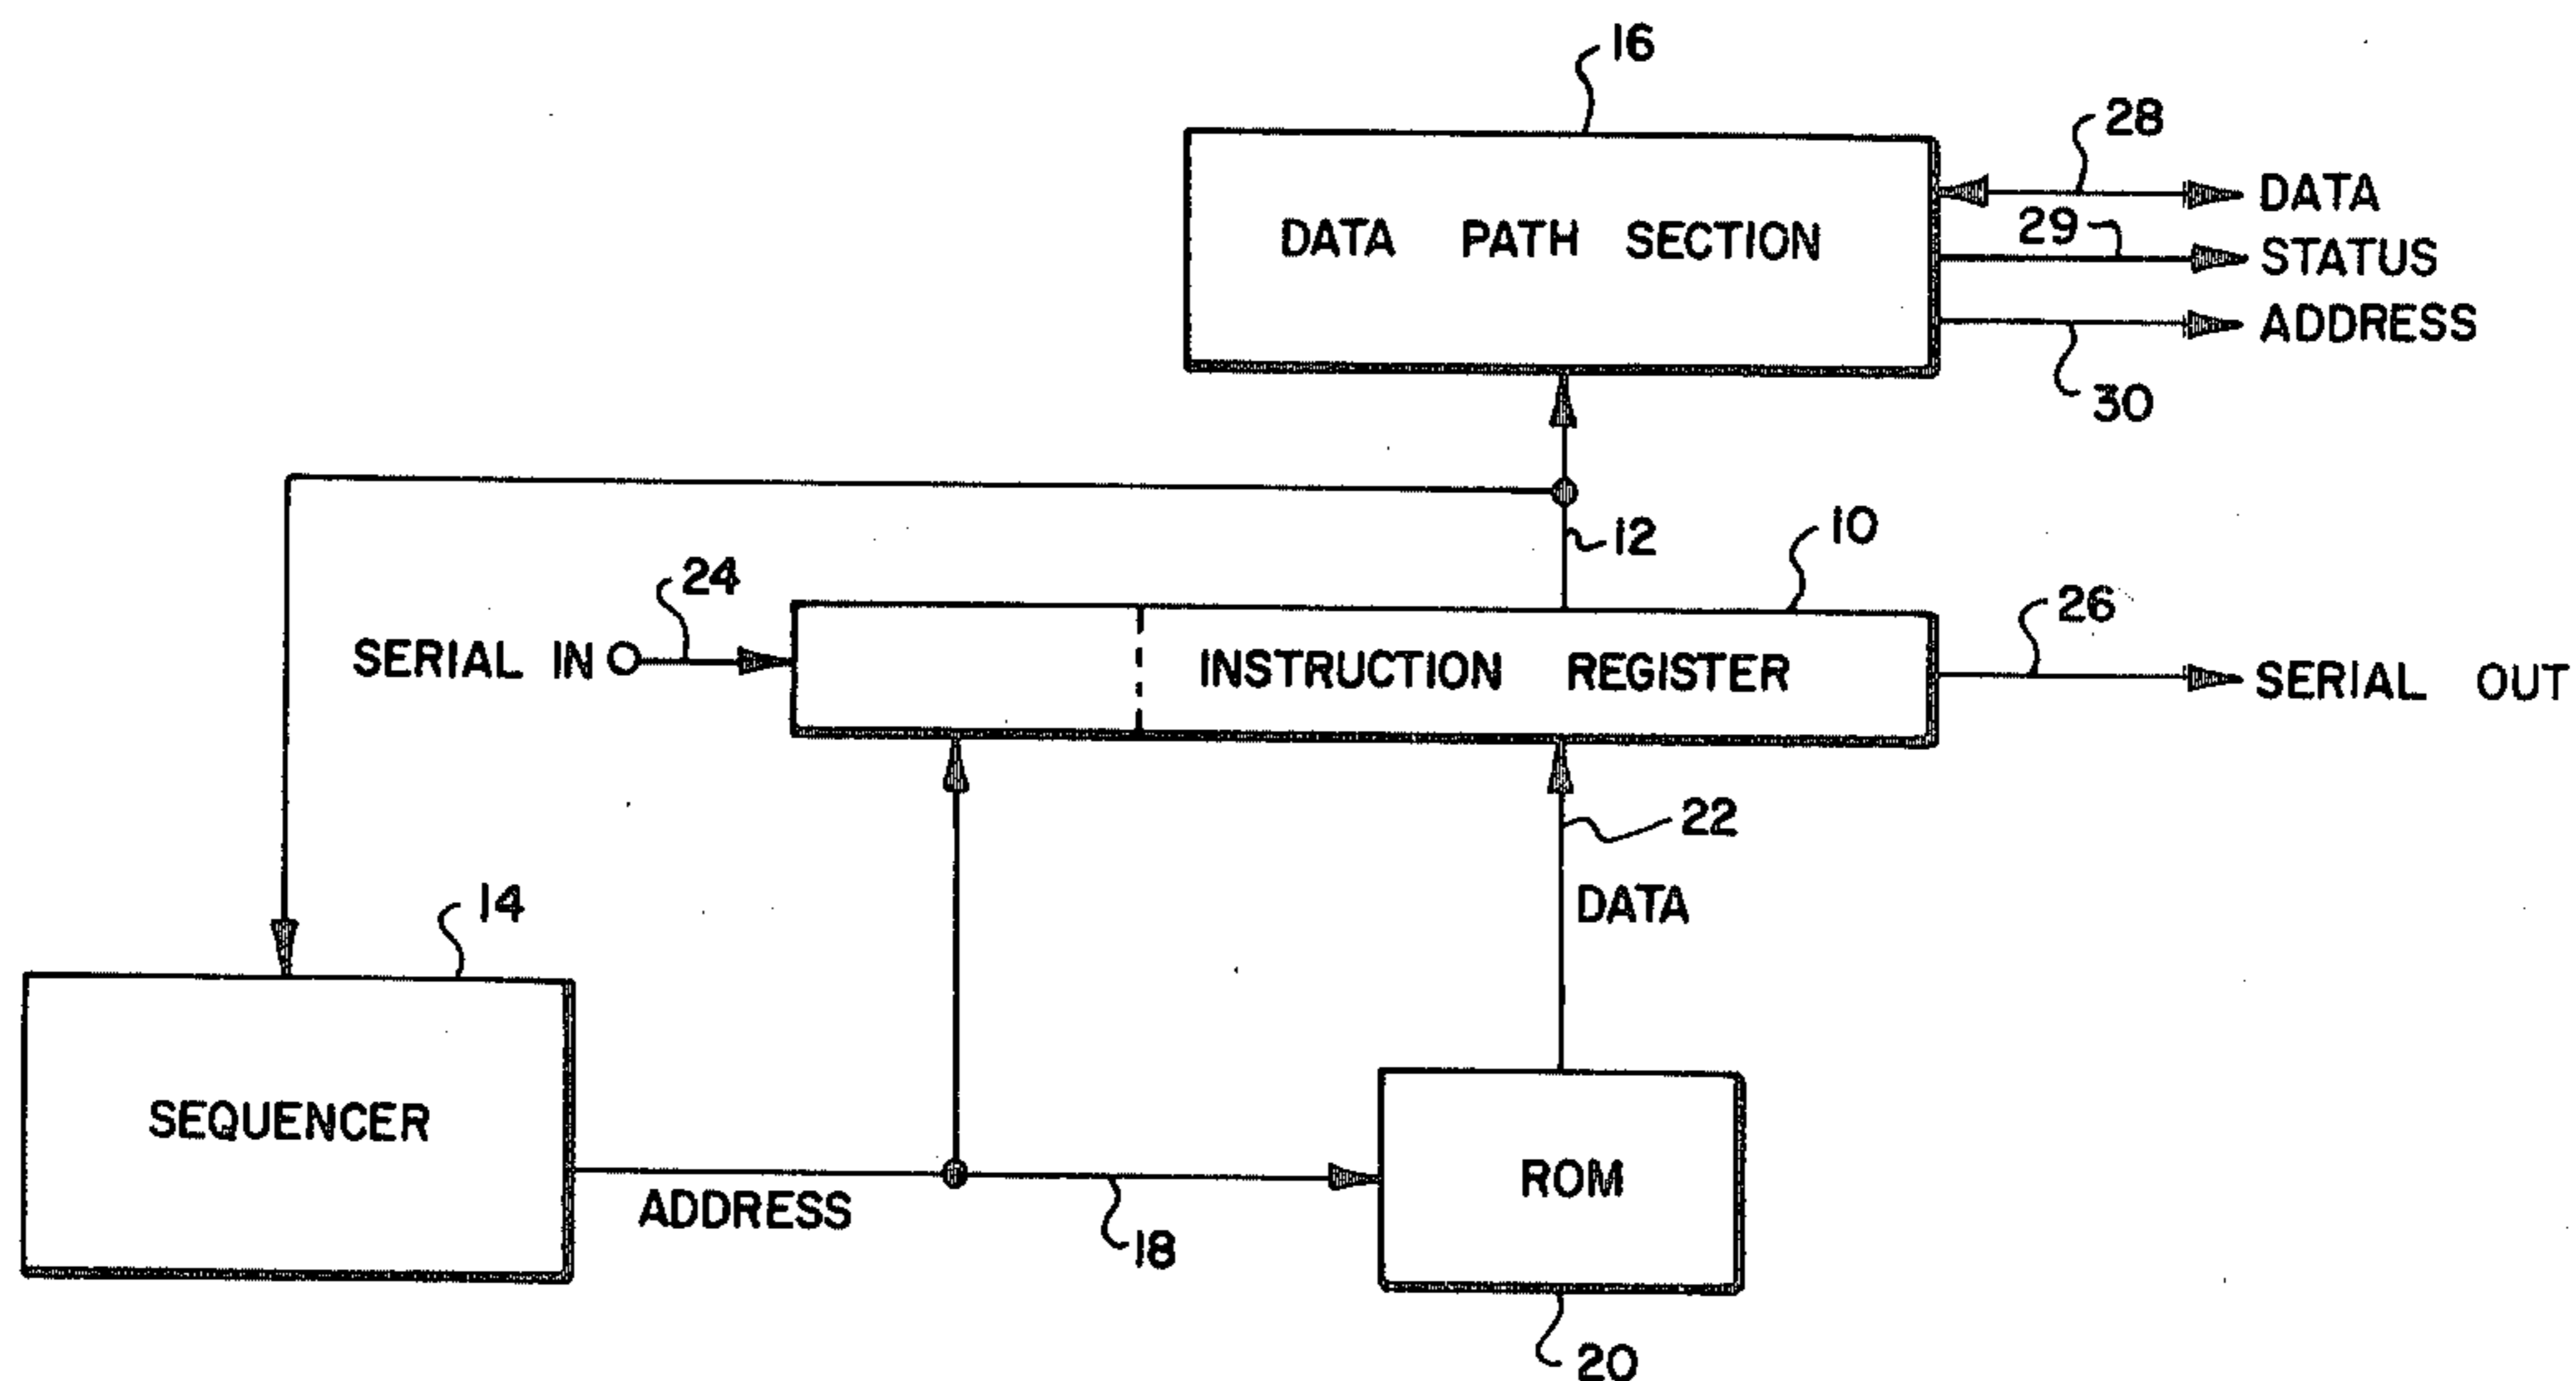 16
28
DATA PATH SECTION
DATA
29
STATUS
ADDRESS
30
12
10
24
26
SERIAL IN
INSTRUCTION REGISTER
SERIAL OUT
22
DATA
14
SEQUENCER
ADDRESS
18
ROM
20